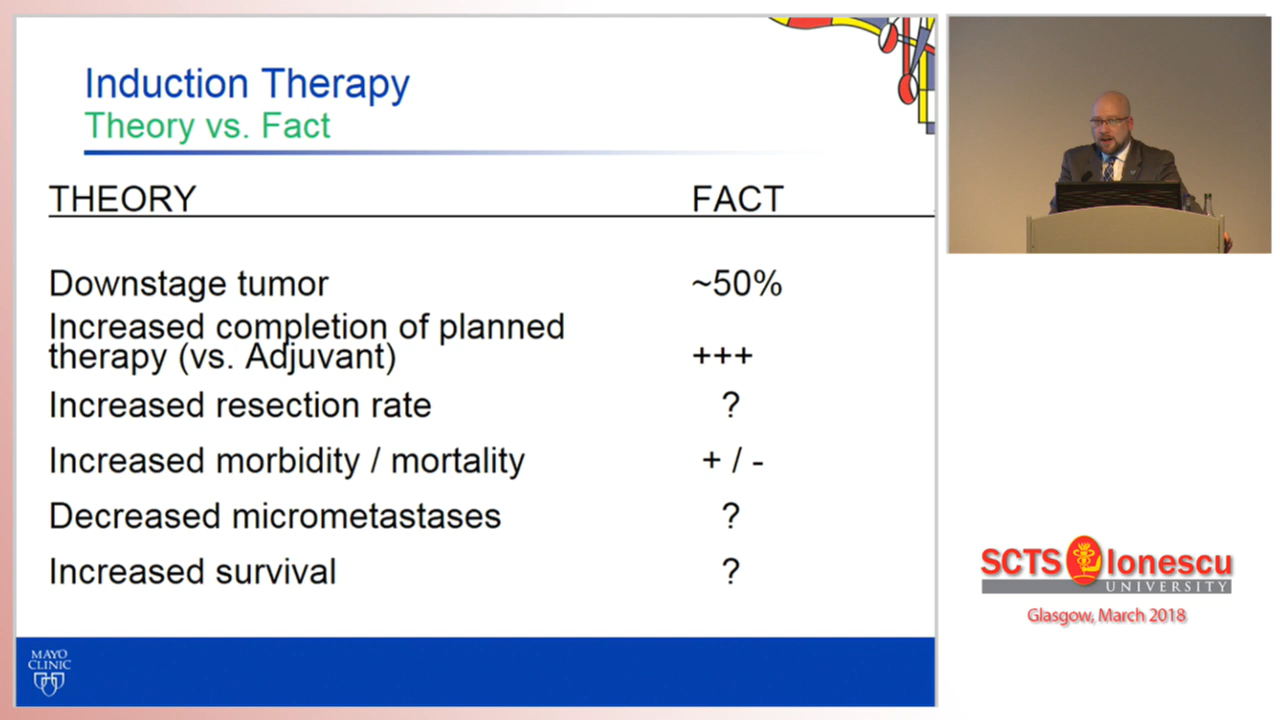 Induction Therapy
Theory vs. Fact
THEORY FACT
Downstage tumor ~50%
Increased completion of planned
therapy (vs. Adjuvant) +++
Increased resection rate ?
Increased morbidity / mortality + / -
Decreased micrometastases ?
Increased survival ?
MAYO
CLINIC
SCTS Ionescu
UNIVERSITY
Glasgow, March 2018